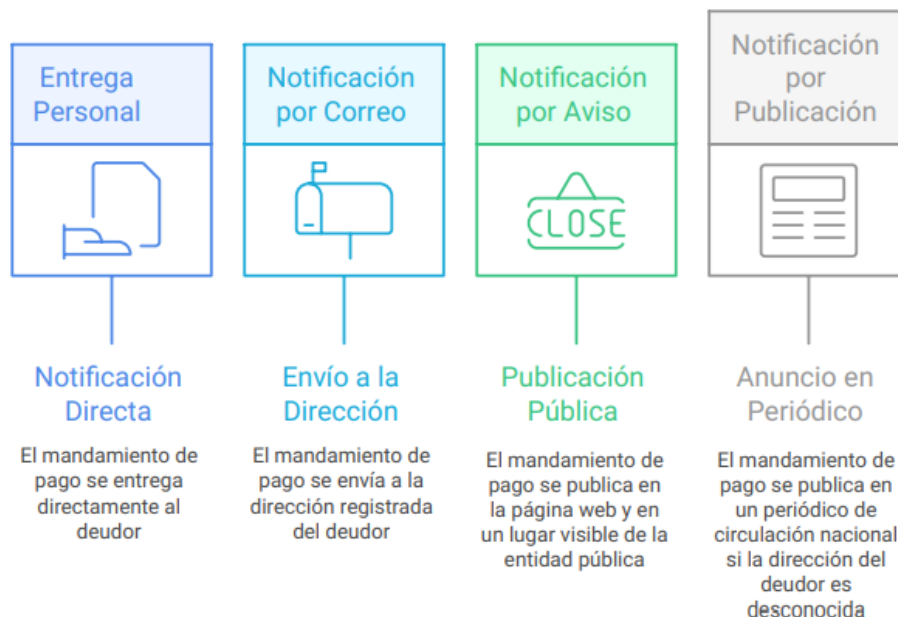 Entrega
Personal
Notificación
Directa
El mandamiento de
pago se entrega
directamente al
deudor
Notificación
por Correo
Envío a la
Dirección
El mandamiento de
pago se envía a la
dirección registrada
del deudor
Notificación
por Aviso
CLOSE
Publicación
Pública
El mandamiento de
pago se publica en
la página web y en
un lugar visible de la
entidad pública
Notificación
por
Publicación
Anuncio en
Periódico
El mandamiento de
pago se publica en
un periódico de
circulación nacional
si la dirección del
deudor es
desconocida